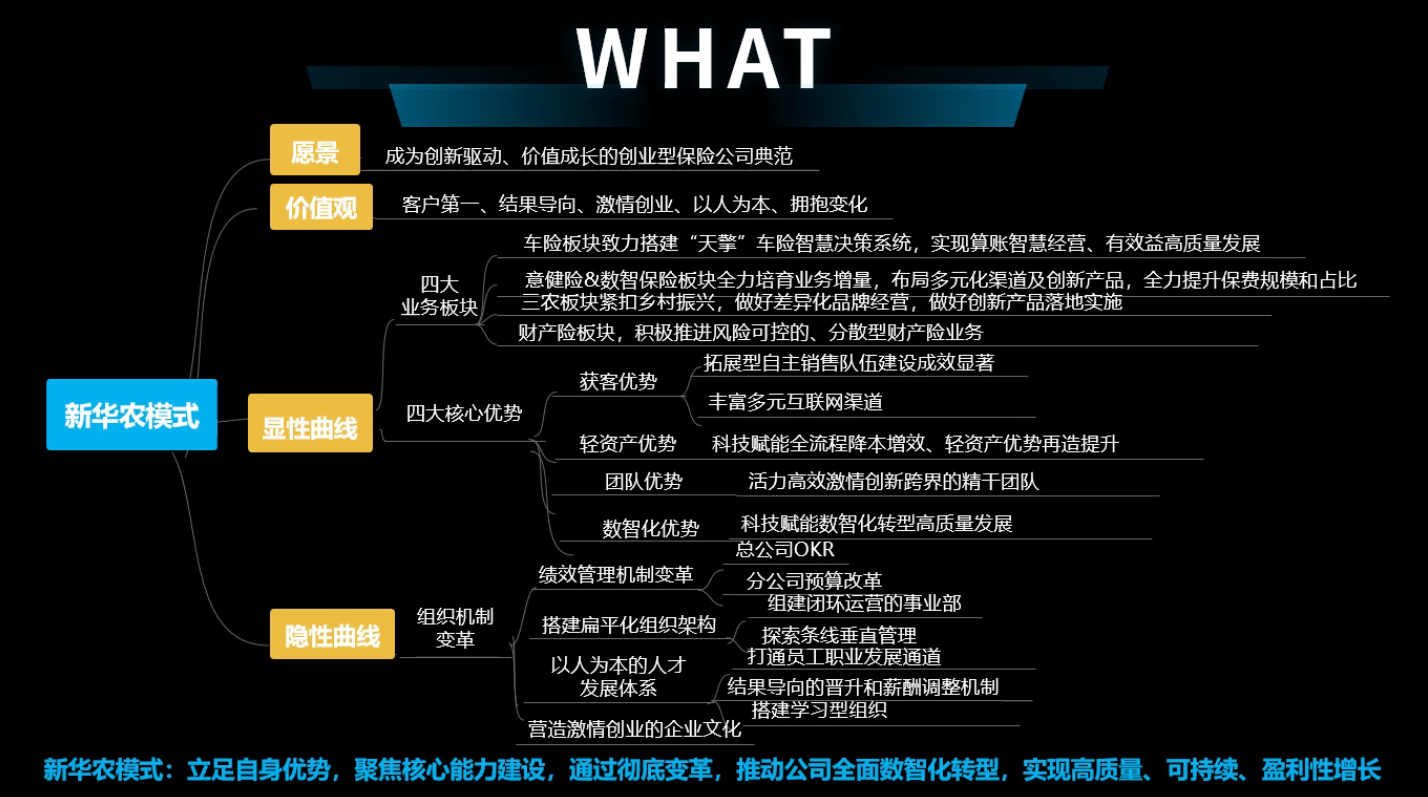 WHAT
愿景
成为创新驱动、价值成长的创业型保险公司典范
价值观
客户第一、结果导向、激情创业、以人为本、拥抱变化
新华农模式
显性曲线
四大
业务板块
车险板块致力搭建“天擎”车险智慧决策系统，实现算账智慧经营、有效益高质量发展
意健险&数智保险板块全力培育业务增量，布局多元化渠道及创新产品，全力提升保费规模和占比
三农板块紧扣乡村振兴，做好差异化品牌经营，做好创新产品落地实施
财产险板块，积极推进风险可控的、分散型财产险业务
四大核心优势
获客优势
拓展型自主销售队伍建设成效显著
丰富多元互联网渠道
轻资产优势
科技赋能全流程降本增效、轻资产优势再造提升
团队优势
活力高效激情创新跨界的精干团队
数智化优势
科技赋能数智化转型高质量发展
隐性曲线
组织机制
变革
绩效管理机制变革
总公司OKR
分公司预算改革
搭建扁平化组织架构
组建闭环运营的事业部
探索条线垂直管理
以人为本的人才
发展体系
打通员工职业发展通道
结果导向的晋升和薪酬调整机制
搭建学习型组织
营造激情创业的企业文化
新华农模式：立足自身优势，聚焦核心能力建设，通过彻底变革，推动公司全面数智化转型，实现高质量、可持续、盈利性增长